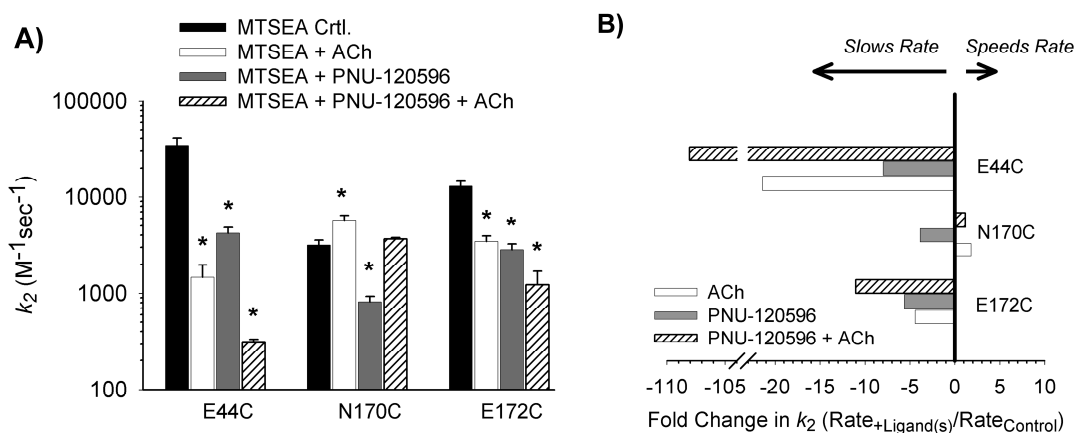 A)
MTSEA Crtl.
MTSEA + ACh
MTSEA + PNU-120596
MTSEA + PNU-120596 + ACh
100000
10000
1000
100
k₂ (M⁻¹sec⁻¹)
* * *
* *
* * *
E44C N170C E172C
B)
Slows Rate Speeds Rate
E44C
N170C
E172C
ACh
PNU-120596
PNU-120596 + ACh
-110 -105 -20 -15 -10 -5 0 5 10
Fold Change in k₂ (Rate₊Ligand(s)/RateControl)